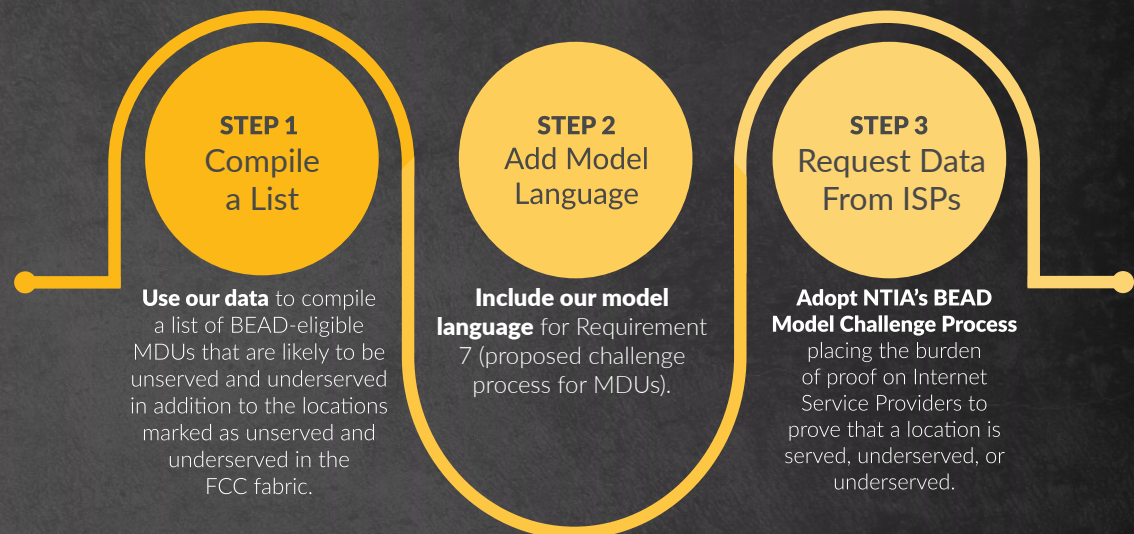 STEP 1
Compile
a List
Use our data to compile
a list of BEAD-eligible
MDUs that are likely to be
unserved and underserved
in addition to the locations
marked as unserved and
underserved in the
FCC fabric.
STEP 2
Add Model
Language
Include our model
language for Requirement
7 (proposed challenge
process for MDUs).
STEP 3
Request Data
From ISPs
Adopt NTIA's BEAD
Model Challenge Process
placing the burden
of proof on Internet
Service Providers to
prove that a location is
served, underserved, or
underserved.